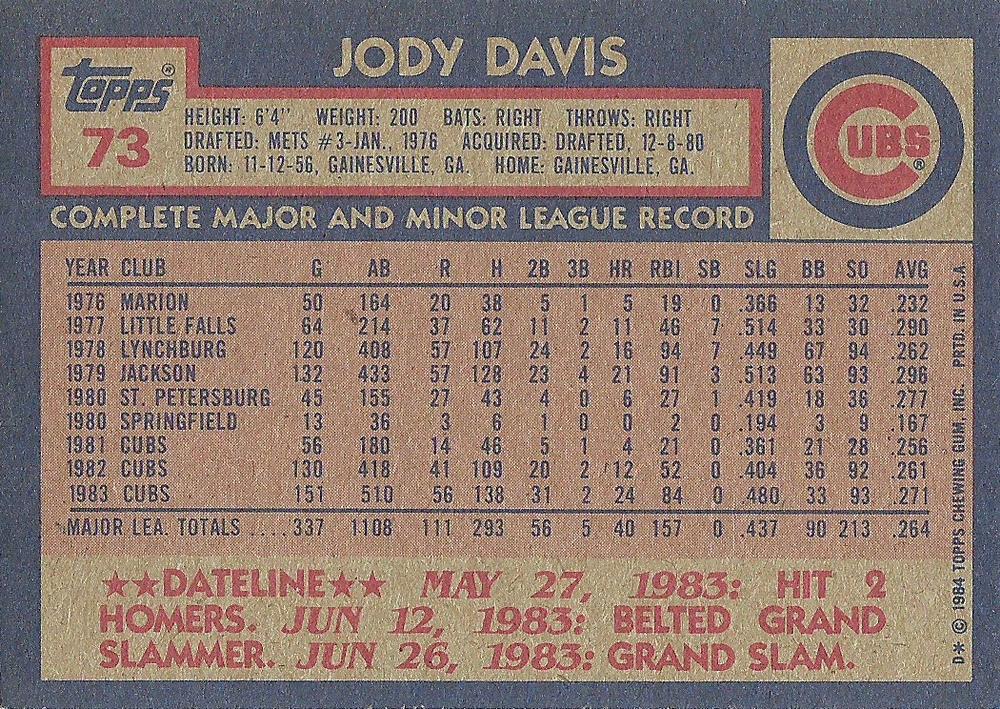 JODY DAVIS
Topps®
73
HEIGHT: 6'4" WEIGHT: 200 BATS: RIGHT THROWS: RIGHT
DRAFTED: METS #3-JAN., 1976 ACQUIRED: DRAFTED, 12-8-80
BORN: 11-12-56, GAINESVILLE, GA. HOME: GAINESVILLE, GA.
CUBS®
COMPLETE MAJOR AND MINOR LEAGUE RECORD
YEAR CLUB G AB R H 2B 3B HR RBI SB SLG BB SO AVG
1976 MARION 50 164 20 38 5 1 5 19 0 .366 13 32 .232
1977 LITTLE FALLS 64 214 37 62 11 2 11 46 7 .514 33 30 .290
1978 LYNCHBURG 120 408 57 107 24 2 16 94 7 .449 67 94 .262
1979 JACKSON 132 433 57 128 23 4 21 91 3 .513 63 93 .296
1980 ST. PETERSBURG 45 155 27 43 4 0 6 27 1 .419 18 36 .277
1980 SPRINGFIELD 13 36 3 6 1 0 0 2 0 .194 3 9 .167
1981 CUBS 56 180 14 46 5 1 4 21 0 .361 21 28 .256
1982 CUBS 130 418 41 109 20 2 12 52 0 .404 36 92 .261
1983 CUBS 151 510 56 138 31 2 24 84 0 .480 33 93 .271
MAJOR LEA. TOTALS .... 337 1108 111 293 56 5 40 157 0 .437 90 213 .264
★★DATELINE★★ MAY 27, 1983: HIT 2
HOMERS. JUN 12, 1983: BELTED GRAND
SLAMMER. JUN 26, 1983: GRAND SLAM.
D* © 1984 TOPPS CHEWING GUM, INC. PRTD. IN U.S.A.